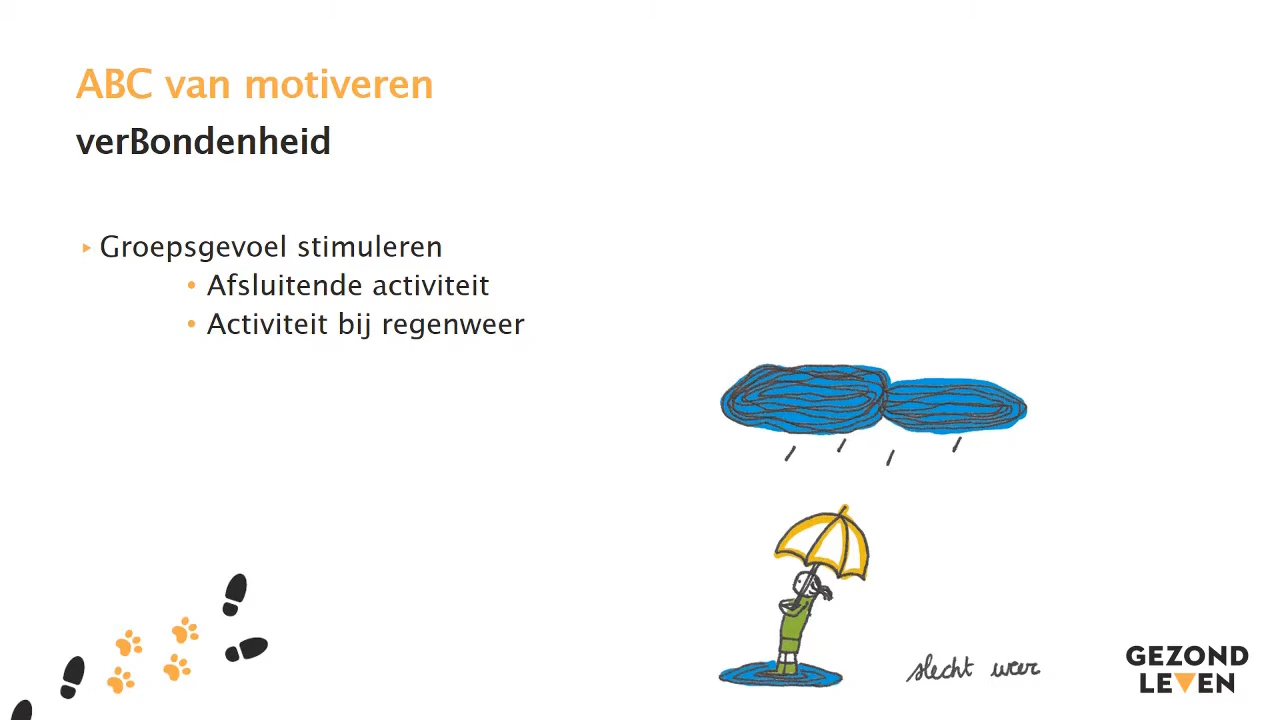 ABC van motiveren
verBondenheid
Groepsgevoel stimuleren
Afsluitende activiteit
Activiteit bij regenweer
slecht weer
GEZOND
LEVEN